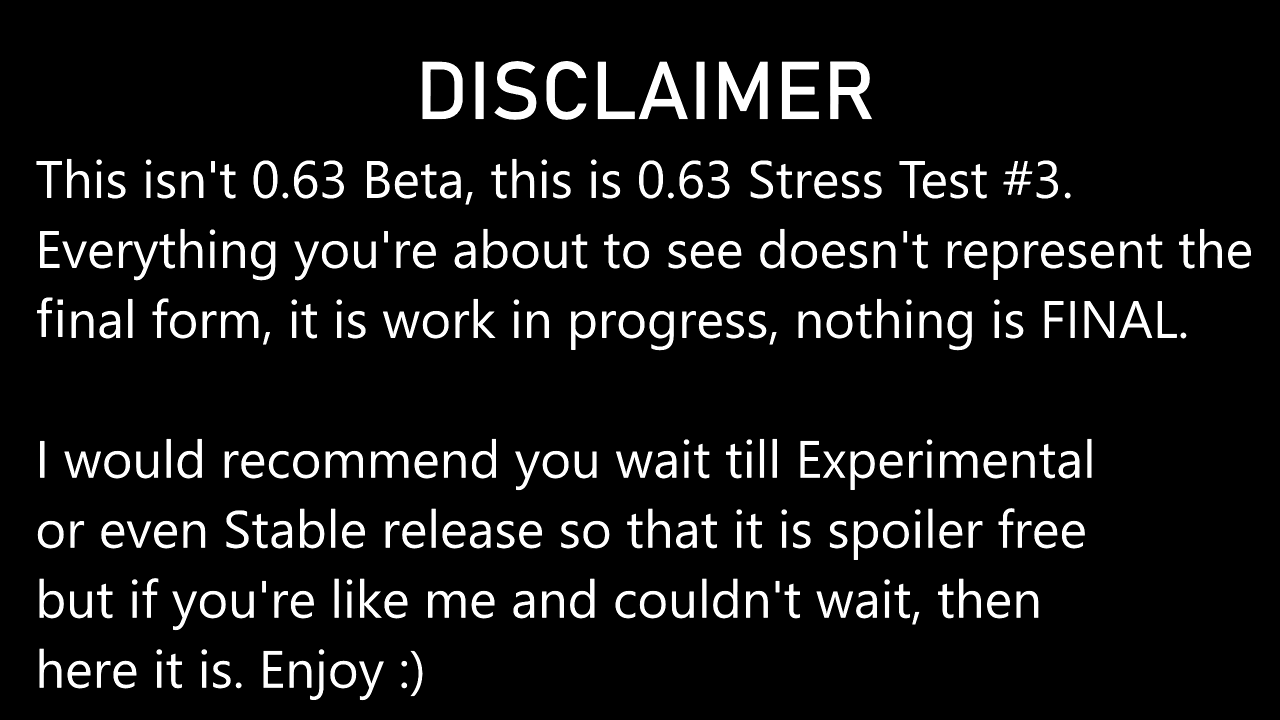 DISCLAIMER
This isn't 0.63 Beta, this is 0.63 Stress Test #3.
Everything you're about to see doesn't represent the
final form, it is work in progress, nothing is FINAL.
I would recommend you wait till Experimental
or even Stable release so that it is spoiler free
but if you're like me and couldn't wait, then
here it is. Enjoy :)